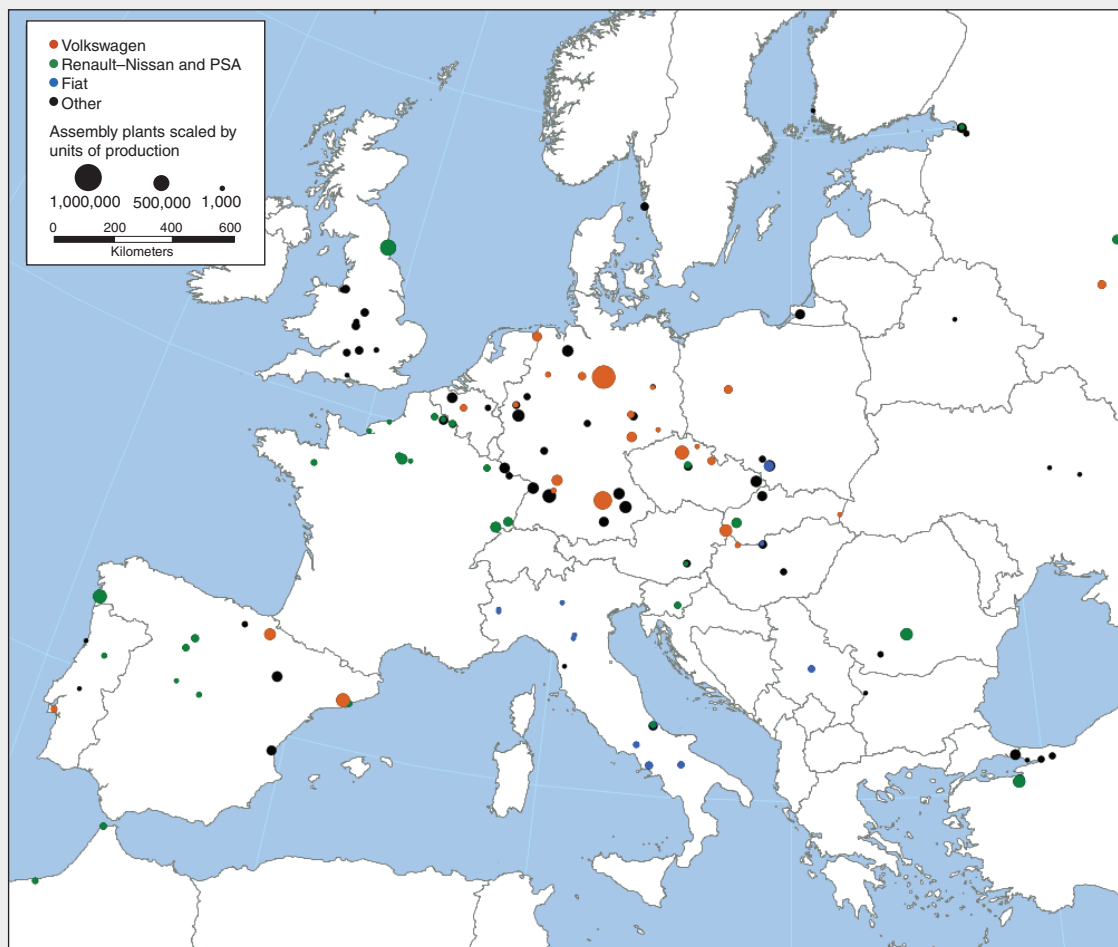 Volkswagen
Renault–Nissan and PSA
Fiat
Other
Assembly plants scaled by
units of production
1,000,000 500,000 1,000
0 200 400 600
Kilometers